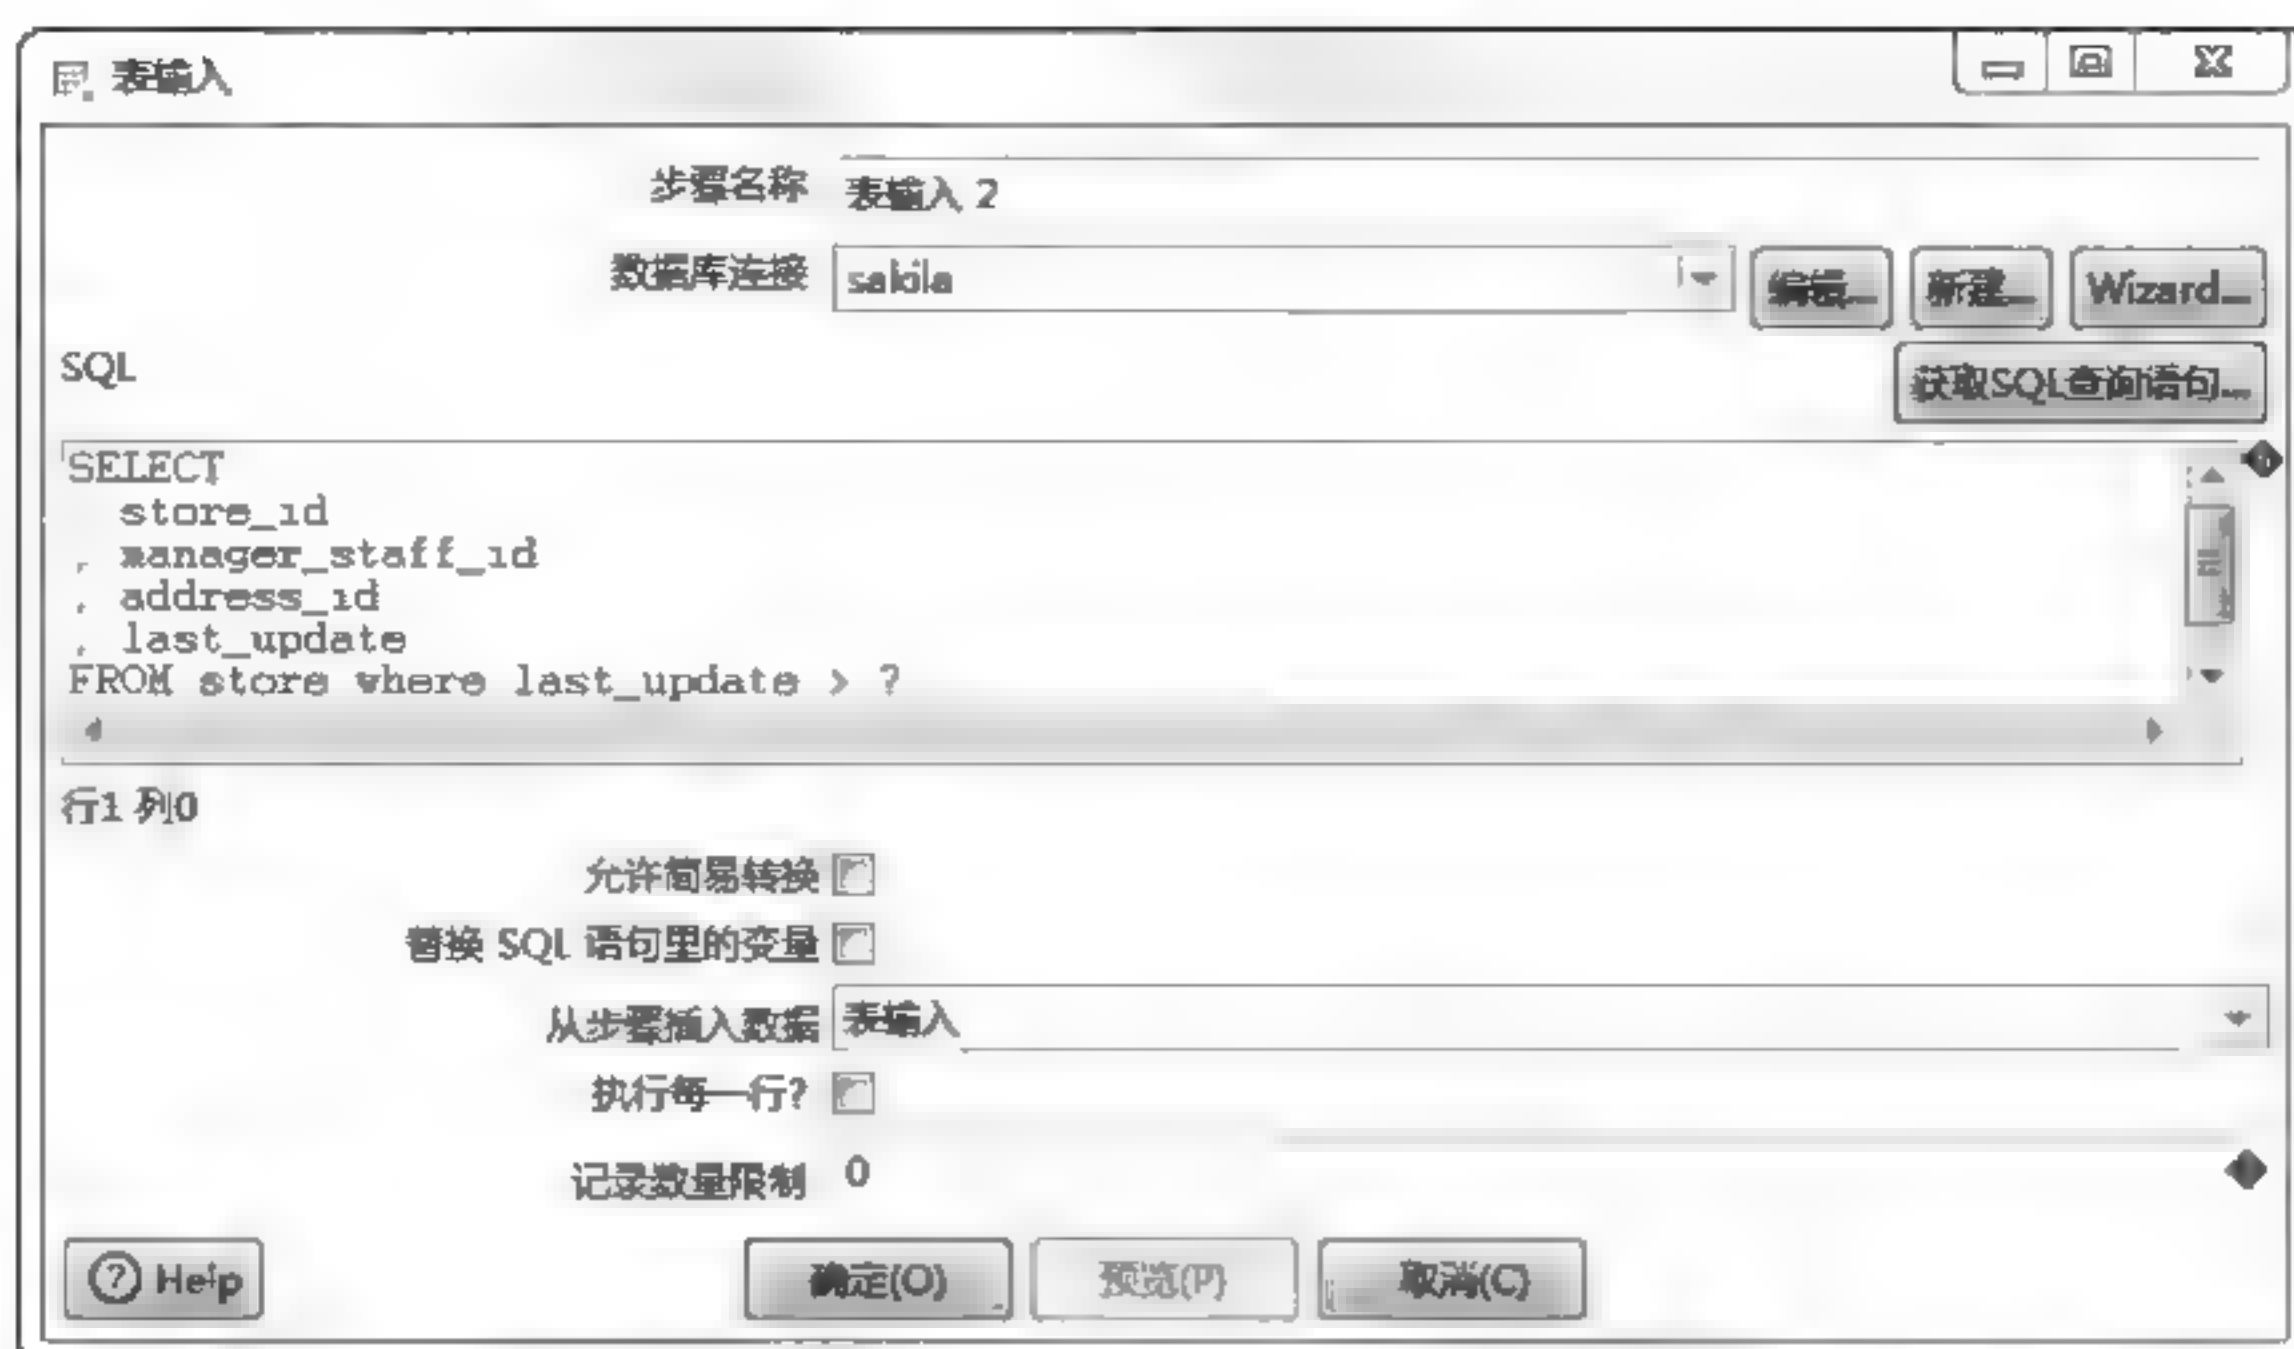 表输入
步骤名称 表输入 2
数据库连接 sakila 编辑... 新建... Wizard...
SQL 获取SQL查询语句...
SELECT
store_id
, manager_staff_id
, address_id
, last_update
FROM store where last_update > ?
行1 列0
允许简易转换
替换 SQL 语句里的变量
从步骤插入数据 表输入
执行每一行?
记录数量限制 0
Help 确定(O) 预览(P) 取消(C)